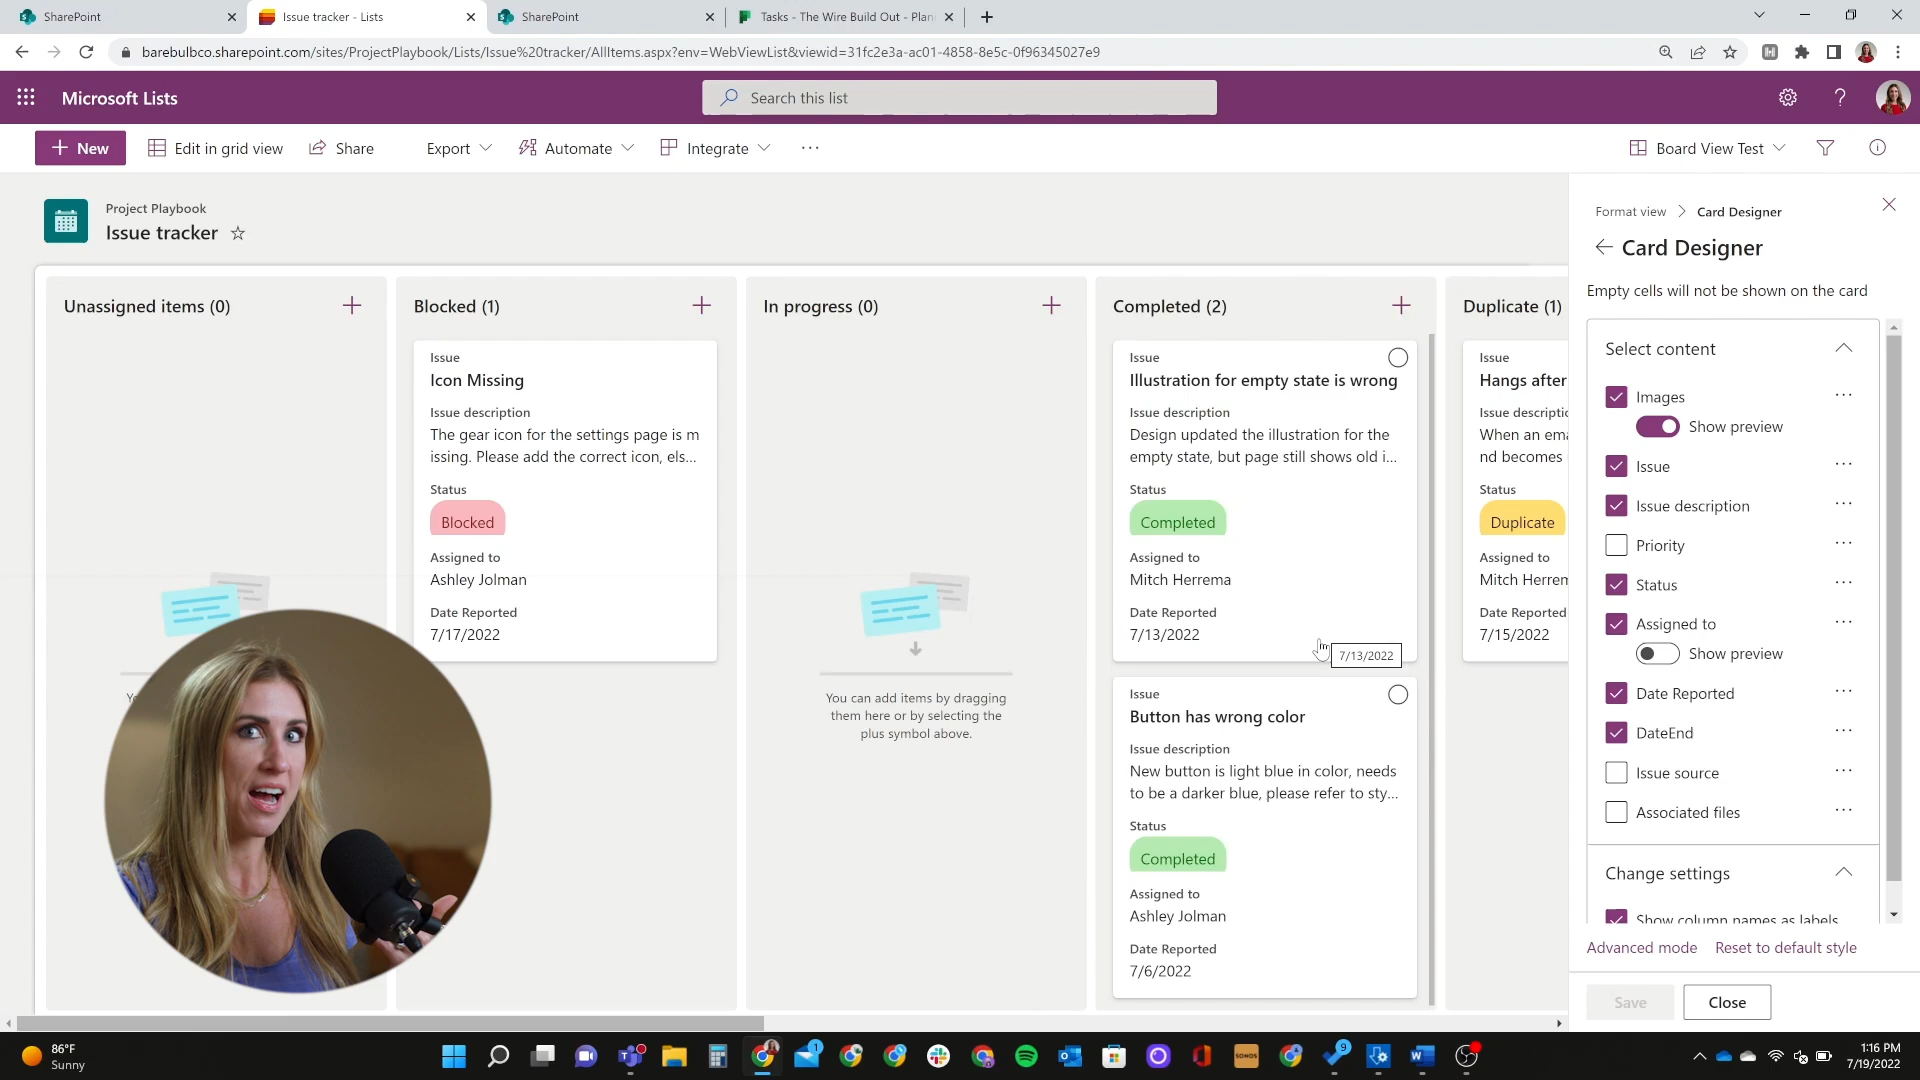 SharePoint
Issue tracker - Lists
SharePoint
Tasks - The Wire Build Out - Plan
barebulbco.sharepoint.com/sites/ProjectPlaybook/Lists/Issue%20tracker/AllItems.aspx?env=WebViewList&viewid=31fc2e3a-ac01-4858-8e5c-0f96345027e9
Microsoft Lists
Search this list
New
Edit in grid view
Share
Export
Automate
Integrate
Board View Test
Project Playbook
Issue tracker
Unassigned items (0)
Blocked (1)
Issue
Icon Missing
Issue description
The gear icon for the settings page is m
issing. Please add the correct icon, els...
Status
Blocked
Assigned to
Ashley Jolman
Date Reported
7/17/2022
In progress (0)
You can add items by dragging
them here or by selecting the
plus symbol above.
Completed (2)
Issue
Illustration for empty state is wrong
Issue description
Design updated the illustration for the
empty state, but page still shows old i...
Status
Completed
Assigned to
Mitch Herrema
Date Reported
7/13/2022
7/13/2022
Issue
Button has wrong color
Issue description
New button is light blue in color, needs
to be a darker blue, please refer to sty...
Status
Completed
Assigned to
Ashley Jolman
Date Reported
7/6/2022
Duplicate (1)
Issue
Hangs after
Issue descriptio
When an ema
nd becomes
Status
Duplicate
Assigned to
Mitch Herrem
Date Reported
7/15/2022
Format view > Card Designer
Card Designer
Empty cells will not be shown on the card
Select content
Images
Show preview
Issue
Issue description
Priority
Status
Assigned to
Show preview
Date Reported
DateEnd
Issue source
Associated files
Change settings
Show column names as labels
Advanced mode
Reset to default style
Save
Close
86°F
Sunny
1
SONOS
9
1:16 PM
7/19/2022